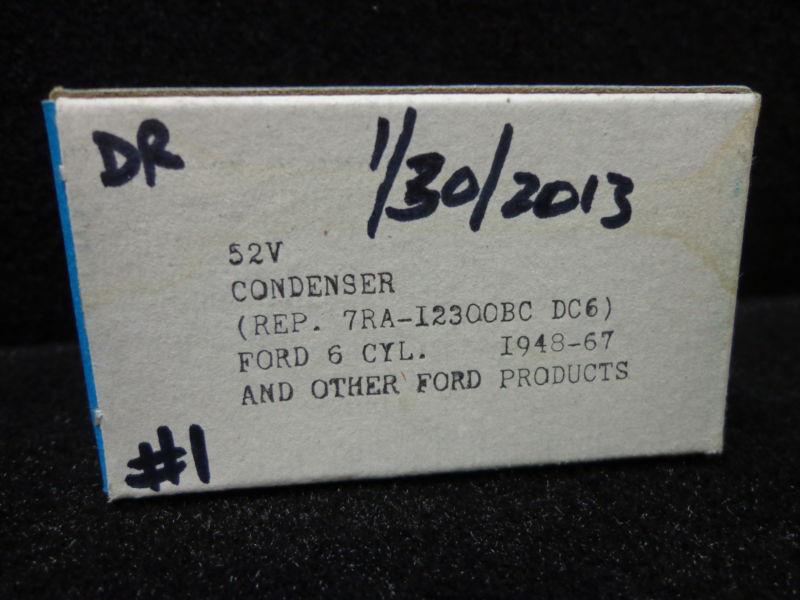 DR 1/30/2013
52V
CONDENSER
(REP. 7RA-I2300BC DC6)
FORD 6 CYL. I948-67
AND OTHER FORD PRODUCTS
#1